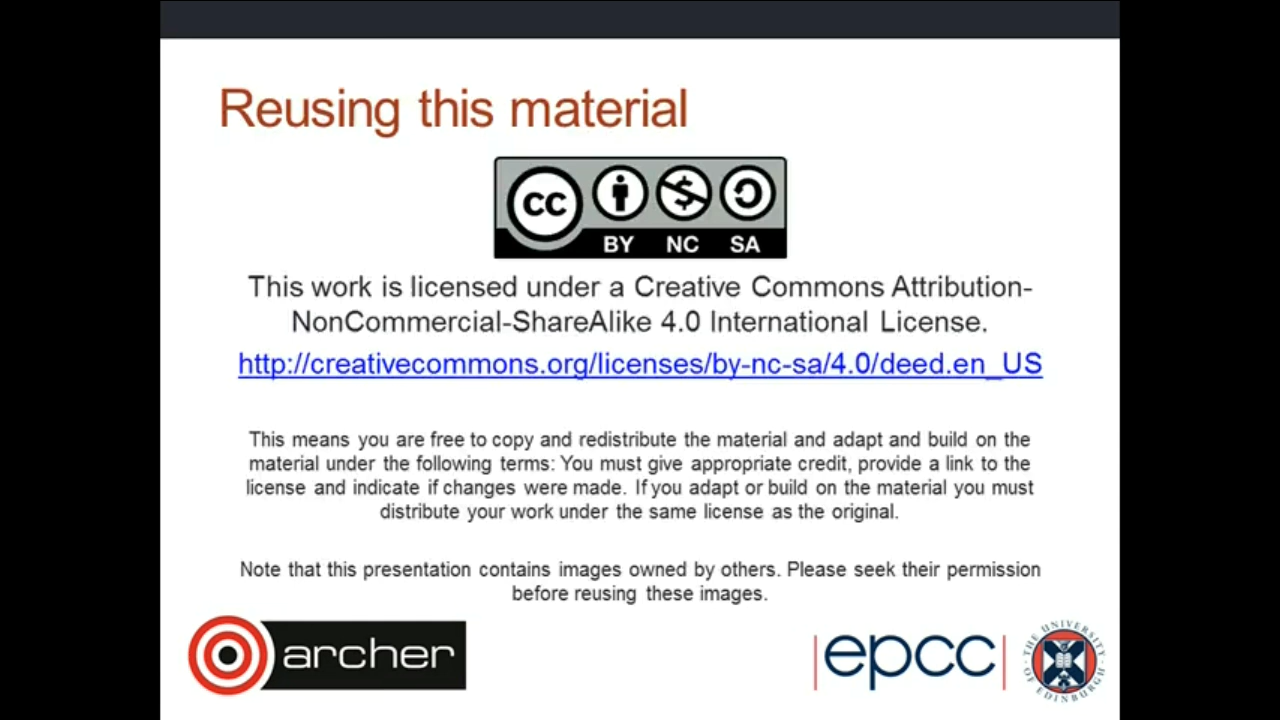 Reusing this material
CC
BY NC SA
This work is licensed under a Creative Commons Attribution-
NonCommercial-ShareAlike 4.0 International License.
http://creativecommons.org/licenses/by-nc-sa/4.0/deed.en_US
This means you are free to copy and redistribute the material and adapt and build on the
material under the following terms: You must give appropriate credit, provide a link to the
license and indicate if changes were made. If you adapt or build on the material you must
distribute your work under the same license as the original.
Note that this presentation contains images owned by others. Please seek their permission
before reusing these images.
archer
epcc
THE UNIVERSITY OF EDINBURGH